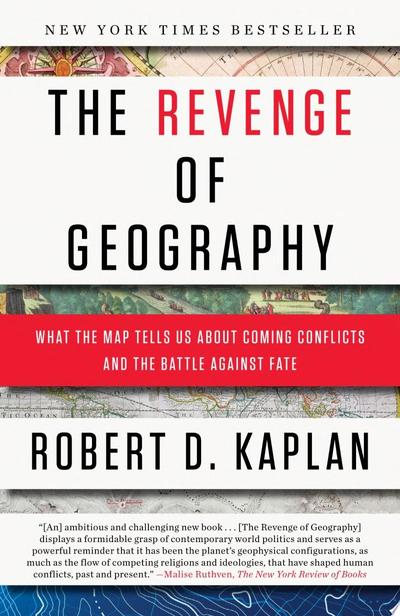 NEW YORK TIMES BESTSELLER
THE REVENGE
OF
GEOGRAPHY
WHAT THE MAP TELLS US ABOUT COMING CONFLICTS
AND THE BATTLE AGAINST FATE
ROBERT D. KAPLAN
“[An] ambitious and challenging new book . . . [The Revenge of Geography]
displays a formidable grasp of contemporary world politics and serves as a
powerful reminder that it has been the planet’s geophysical configurations, as
much as the flow of competing religions and ideologies, that have shaped human
conflicts, past and present.” —Malise Ruthven, The New York Review of Books